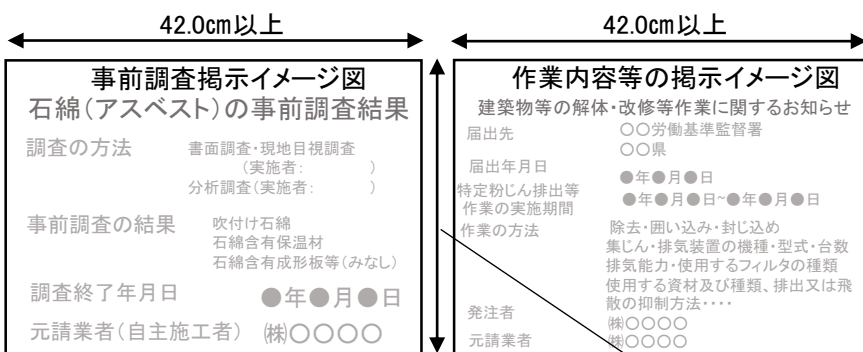 42.0cm以上
事前調査掲示イメージ図
石綿(アスベスト)の事前調査結果
調査の方法 書面調査・現地目視調査
(実施者: )
分析調査(実施者: )
事前調査の結果 吹付け石綿
石綿含有保温材
石綿含有成形板等(みなし)
調査終了年月日 ●年●月●日
元請業者(自主施工者) ㈱〇〇〇〇
42.0cm以上
作業内容等の掲示イメージ図
建築物等の解体・改修等作業に関するお知らせ
届出先 〇〇労働基準監督署
〇〇県
届出年月日 ●年●月●日
特定粉じん排出等
作業の実施期間 ●年●月●日~●年●月●日
作業の方法 除去・囲い込み・封じ込め
集じん・排気装置の機種・型式・台数
排気能力・使用するフィルタの種類
使用する資材及び種類、排出又は飛
散の抑制方法・・・・
発注者 ㈱〇〇〇〇
元請業者 ㈱〇〇〇〇